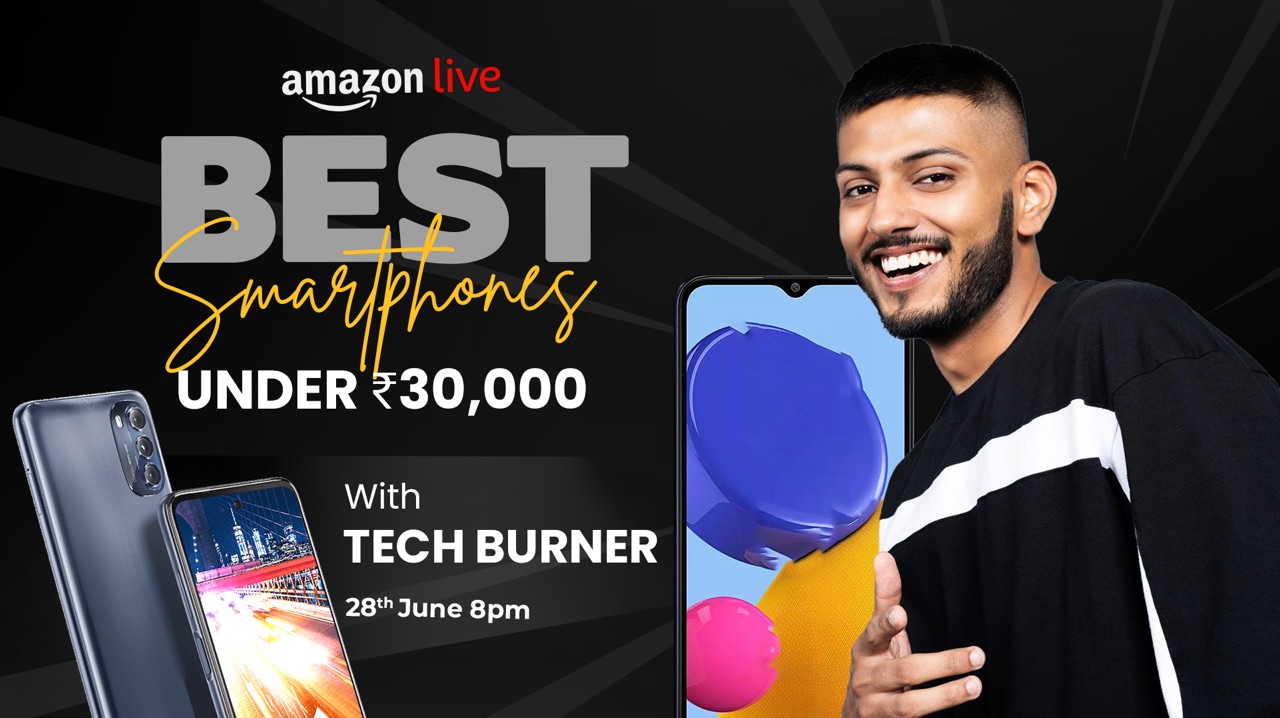 amazon live
BEST
Smartphones
UNDER ₹30,000
With
TECH BURNER
28th June 8pm